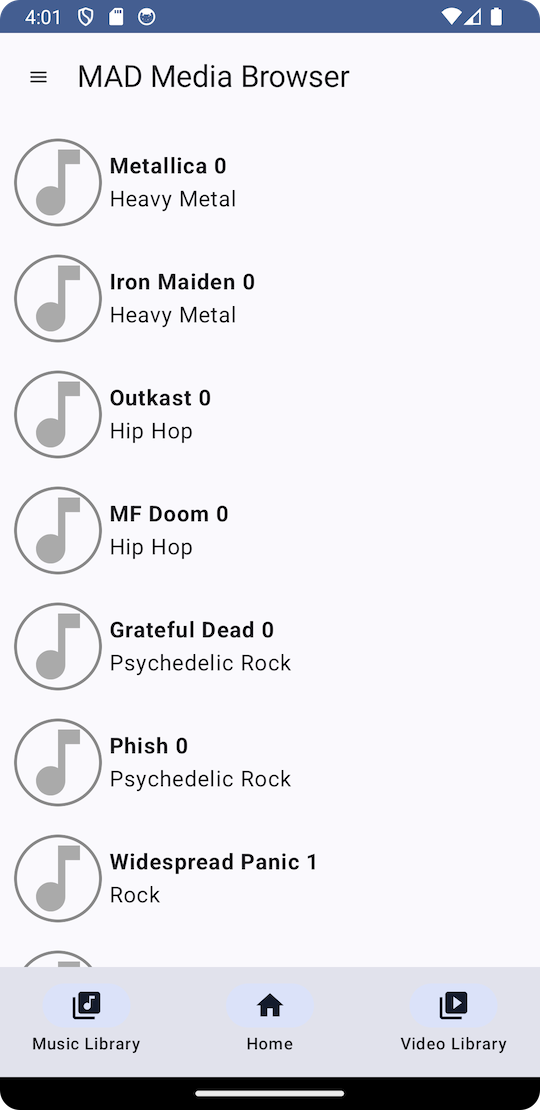 4:01
MAD Media Browser
Metallica 0
Heavy Metal
Iron Maiden 0
Heavy Metal
Outkast 0
Hip Hop
MF Doom 0
Hip Hop
Grateful Dead 0
Psychedelic Rock
Phish 0
Psychedelic Rock
Widespread Panic 1
Rock
Music Library
Home
Video Library